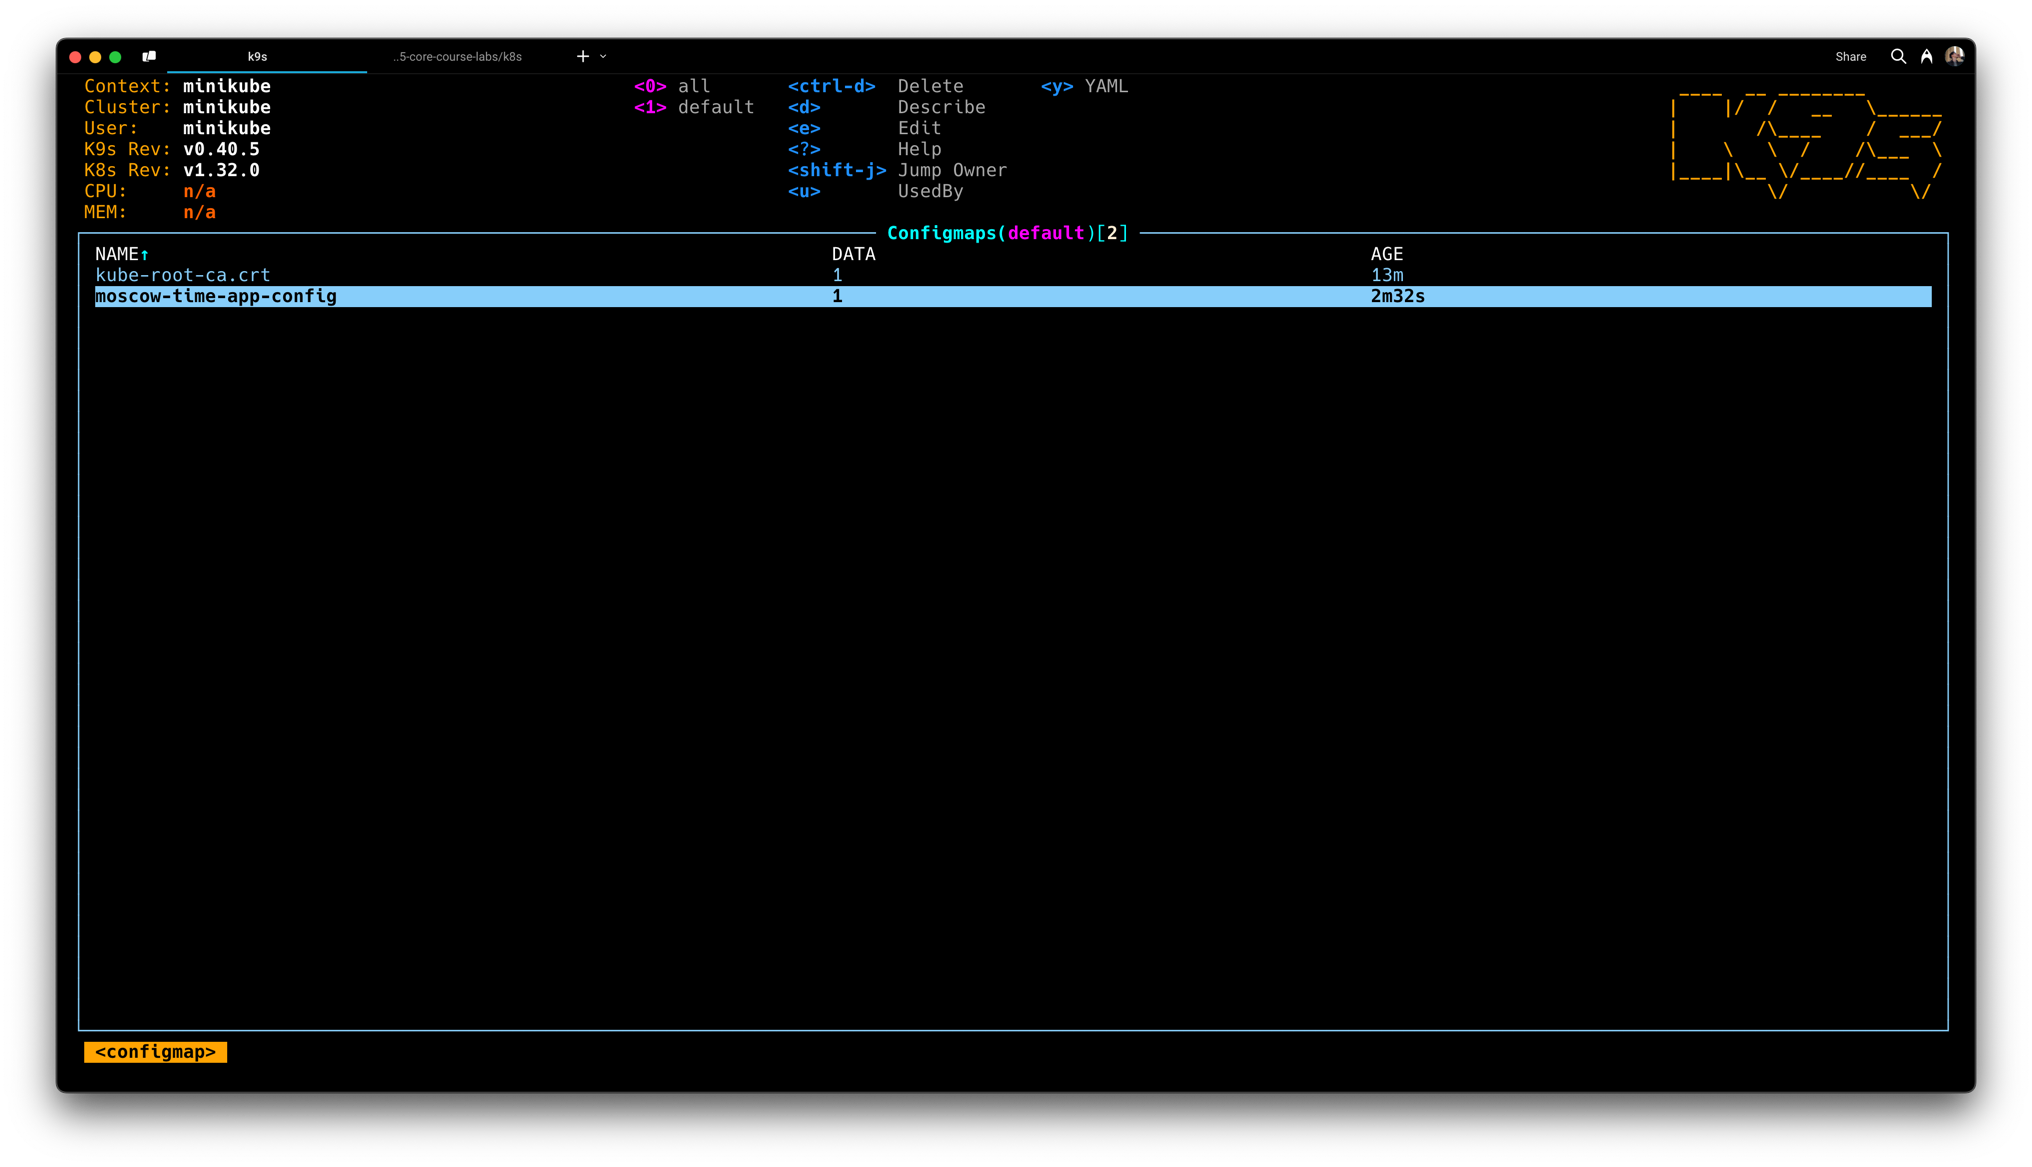 k9s ..5-core-course-labs/k8s Share
Context: minikube <0> all <ctrl-d> Delete <y> YAML
Cluster: minikube <1> default <d> Describe
User: minikube <e> Edit
K9s Rev: v0.40.5 <?> Help
K8s Rev: v1.32.0 <shift-j> Jump Owner
CPU: n/a <u> UsedBy
MEM: n/a
Configmaps(default)[2]
NAME↑ DATA AGE
kube-root-ca.crt 1 13m
moscow-time-app-config 1 2m32s
<configmap>